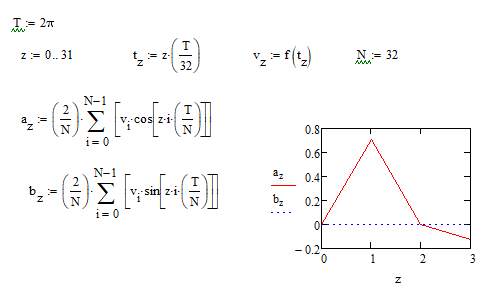 T := 2π
z := 0.. 31 t_z := z·(T/32) v_z := f(t_z) N := 32
a_z := (2/N)·∑_{i = 0}^{N−1} [v_i·cos[z·i·(T/N)]]
b_z := (2/N)·∑_{i = 0}^{N−1} [v_i·sin[z·i·(T/N)]]
0.8
0.6
a_z
0.4
b_z
0.2
0
− 0.2
0 1 2 3
z